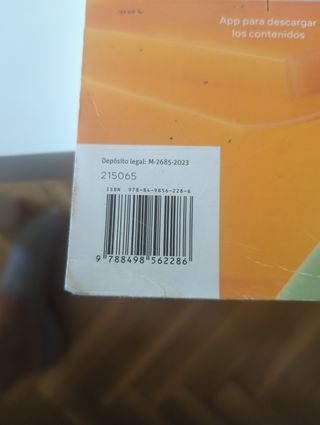 App para descargar
los contenidos
Depósito legal: M-2685-2023
215065
ISBN 978-84-9856-228-6
9 788498 562286